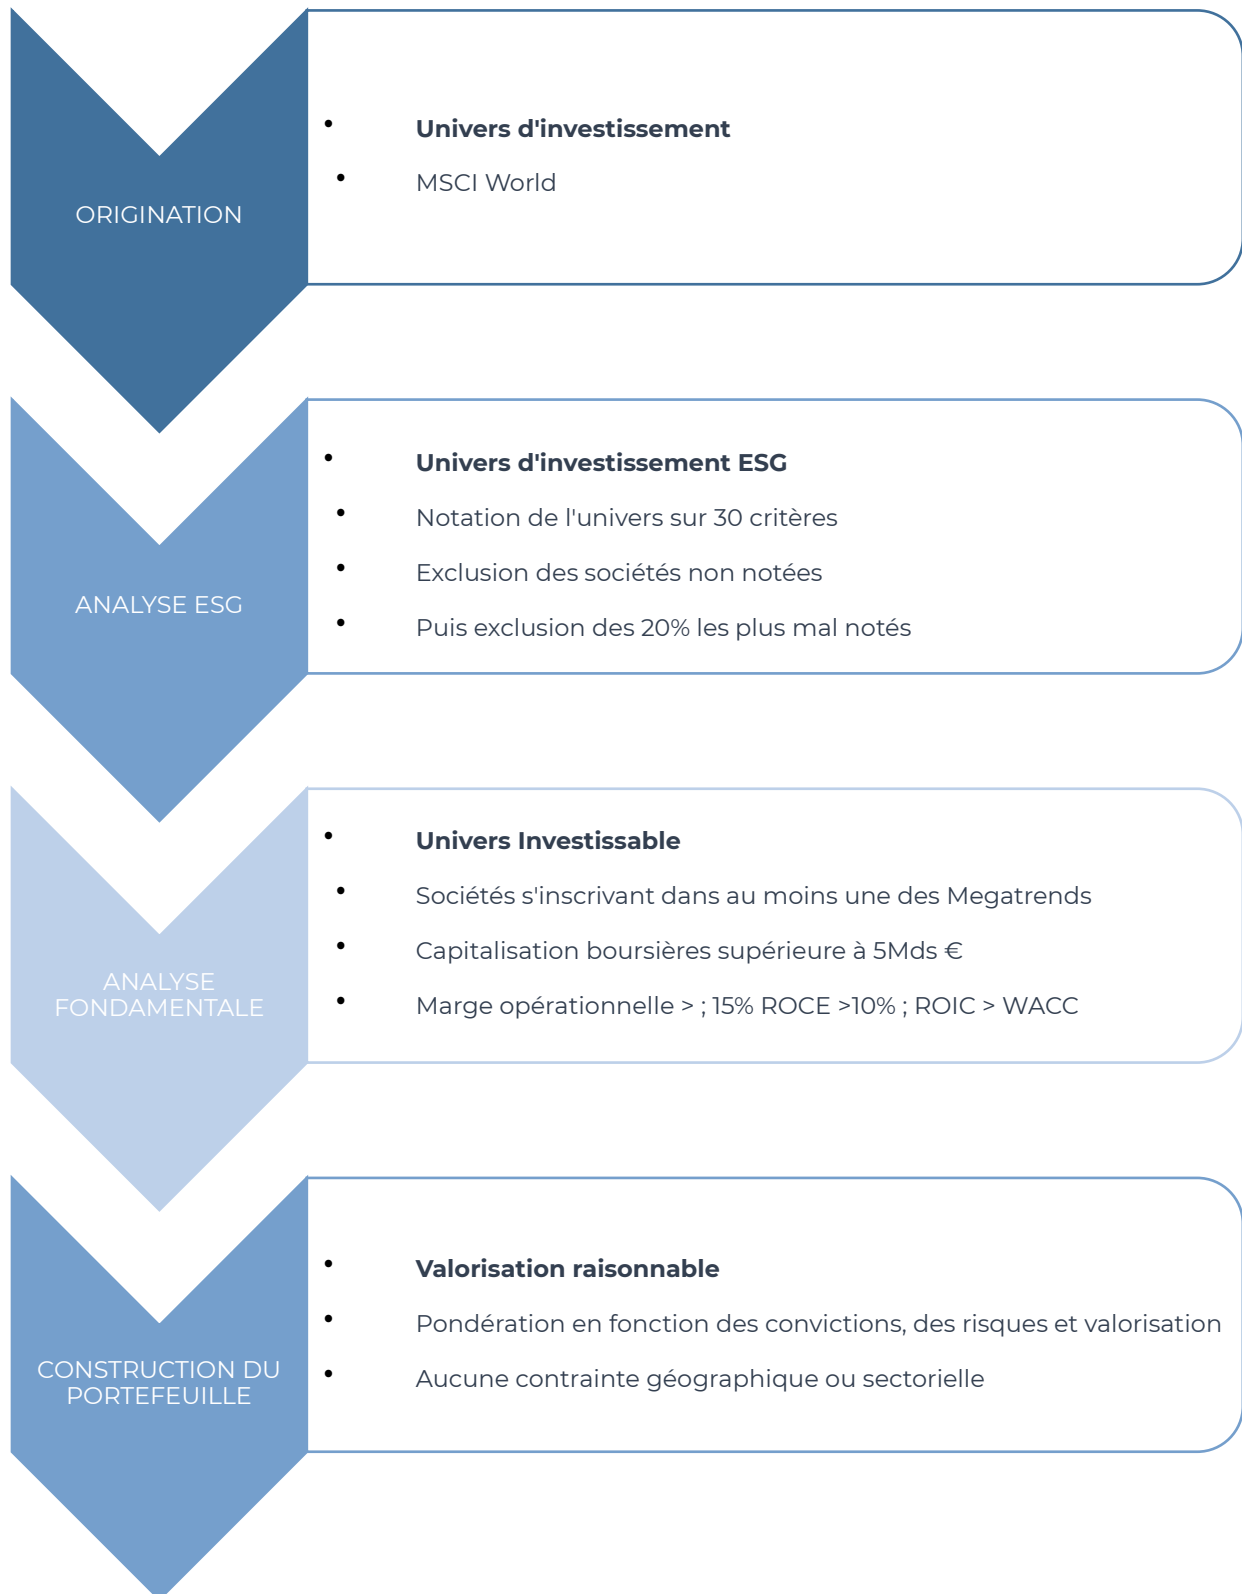 ORIGINATION
• Univers d'investissement
• MSCI World
ANALYSE ESG
• Univers d'investissement ESG
• Notation de l'univers sur 30 critères
• Exclusion des sociétés non notées
• Puis exclusion des 20% les plus mal notés
ANALYSE
FONDAMENTALE
• Univers Investissable
• Sociétés s'inscrivant dans au moins une des Megatrends
• Capitalisation boursières supérieure à 5Mds €
• Marge opérationnelle > ; 15% ROCE >10% ; ROIC > WACC
CONSTRUCTION DU
PORTEFEUILLE
• Valorisation raisonnable
• Pondération en fonction des convictions, des risques et valorisation
• Aucune contrainte géographique ou sectorielle